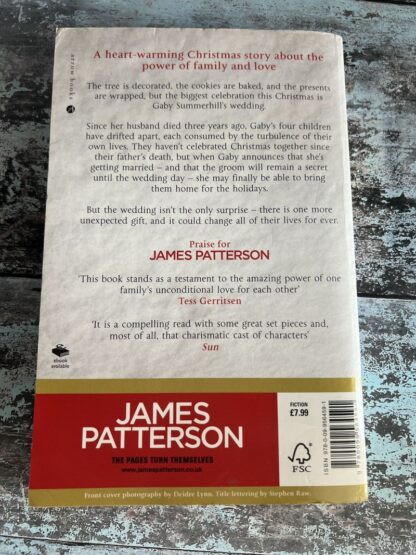 arrow books
A heart-warming Christmas story about the
power of family and love
The tree is decorated, the cookies are baked, and the presents
are wrapped, but the biggest celebration this Christmas is
Gaby Summerhill's wedding.
Since her husband died three years ago, Gaby's four children
have drifted apart, each consumed by the turbulence of their
own lives. They haven't celebrated Christmas together since
their father's death, but when Gaby announces that she's
getting married – and that the groom will remain a secret
until the wedding day – she may finally be able to bring
them home for the holidays.
But the wedding isn't the only surprise – there is one more
unexpected gift, and it could change all of their lives for ever.
Praise for
JAMES PATTERSON
'This book stands as a testament to the amazing power of one
family's unconditional love for each other'
Tess Gerritsen
'It is a compelling read with some great set pieces and,
most of all, that charismatic cast of characters'
Sun
ebook
available
JAMES
PATTERSON
THE PAGES TURN THEMSELVES
www.jamespatterson.co.uk
FICTION
£7.99
FSC
Front cover photography by Deidre Lynn. Title lettering by Stephen Raw.